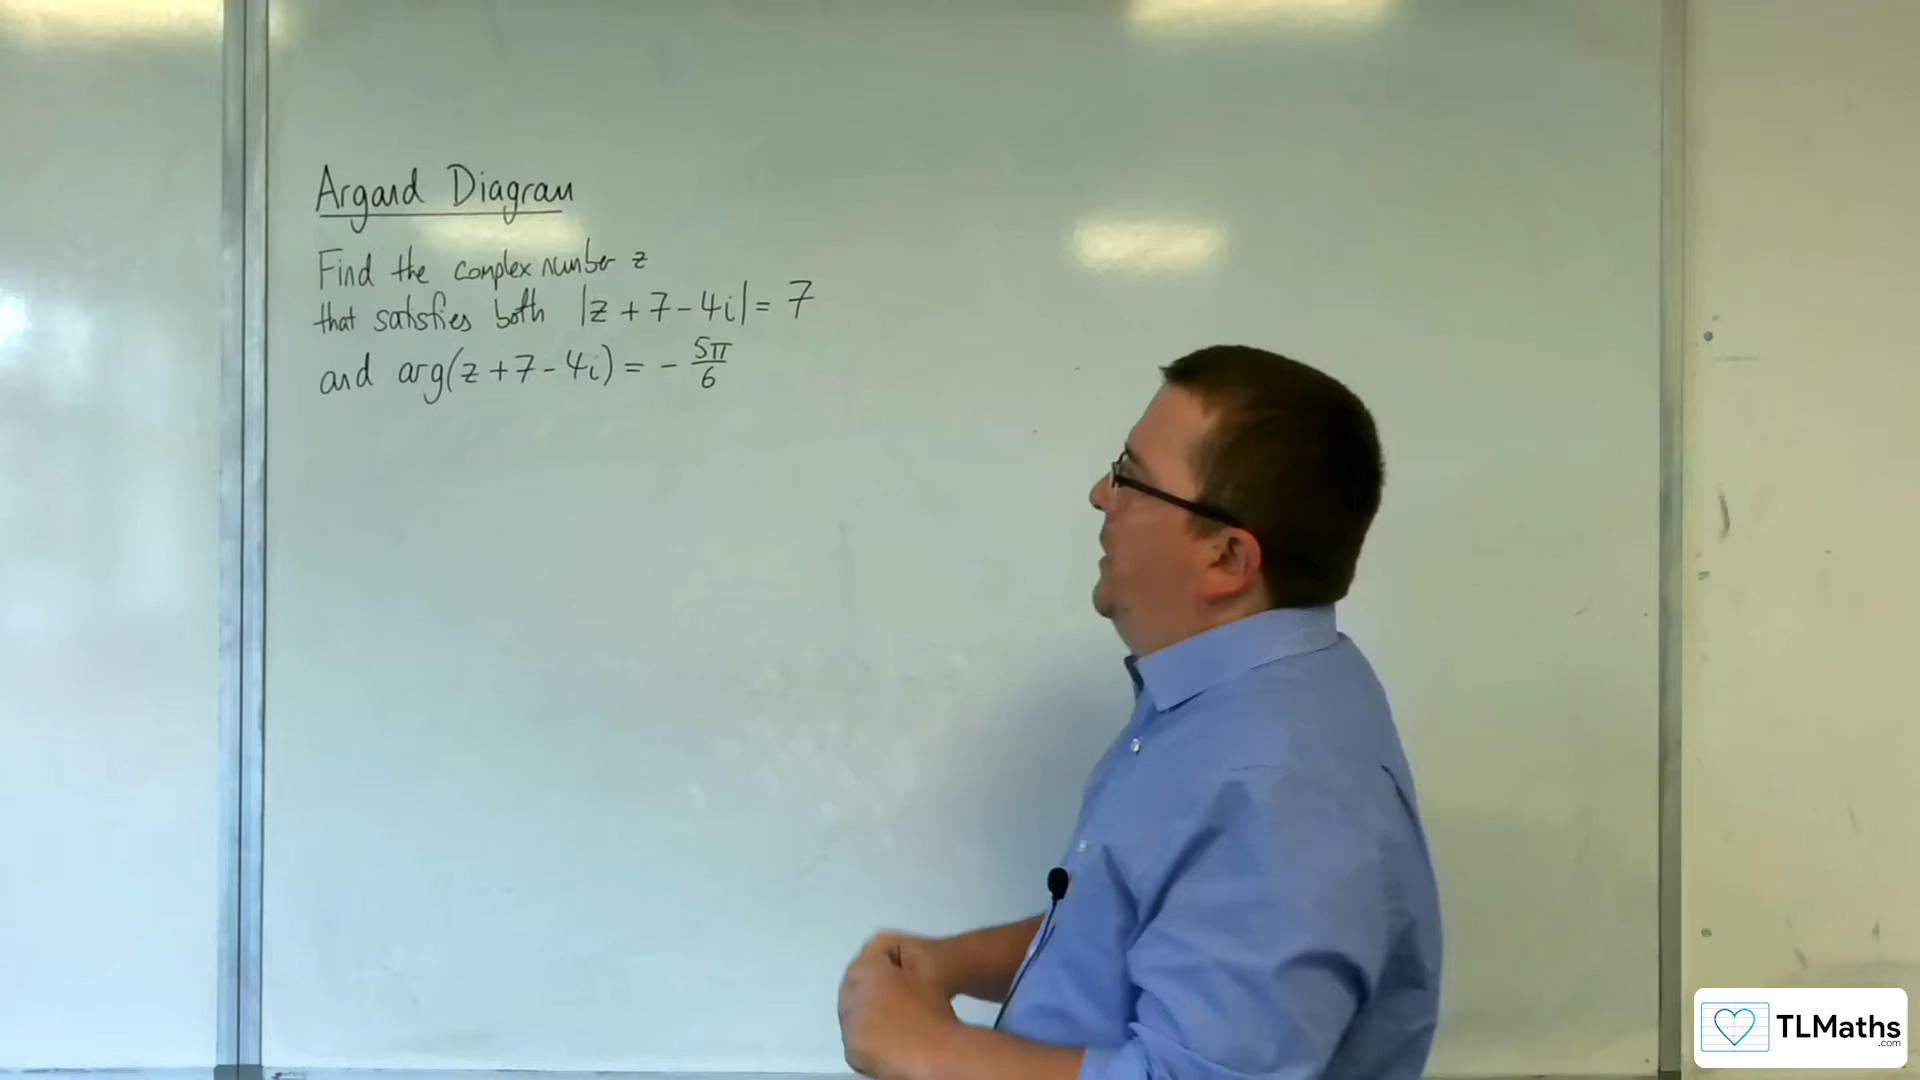 Argand Diagram
Find the complex number z
that satisfies both |z + 7 - 4i| = 7
and arg(z + 7 - 4i) = - 5π/6
TLMaths
.com